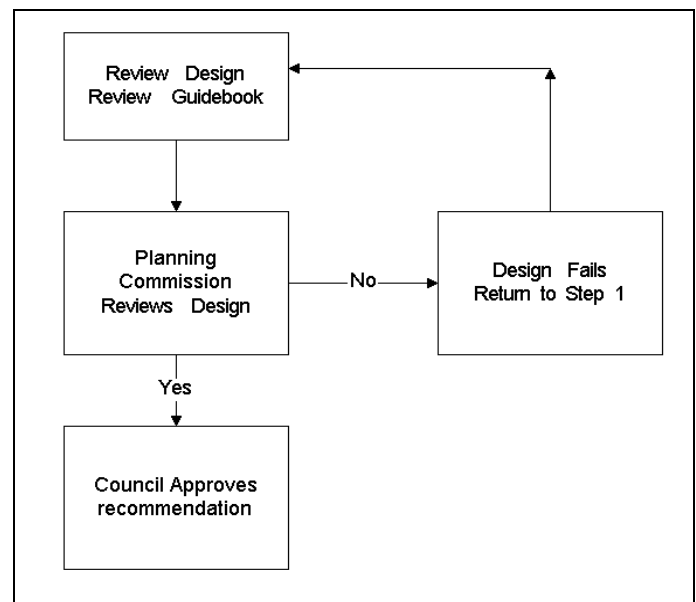 Review Design
Review Guidebook
Planning
Commission
Reviews Design
No
Design Fails
Return to Step 1
Yes
Council Approves
recommendation